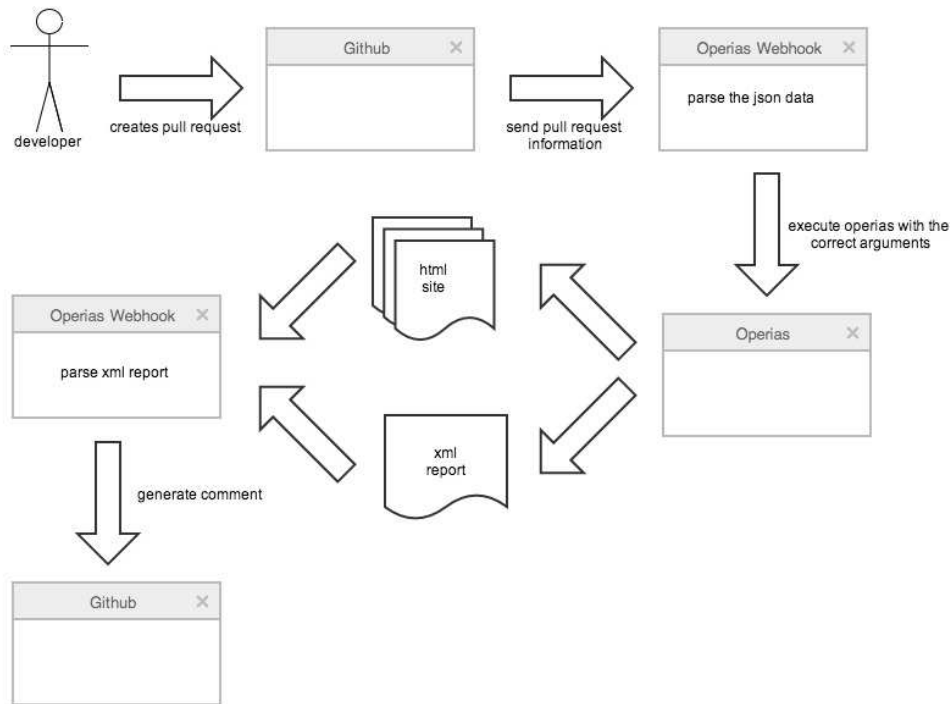 Github
Operias Webhook
parse the json data
developer
creates pull request
send pull request
information
execute operias with the
correct arguments
html
site
Operias Webhook
parse xml report
Operias
xml
report
generate comment
Github